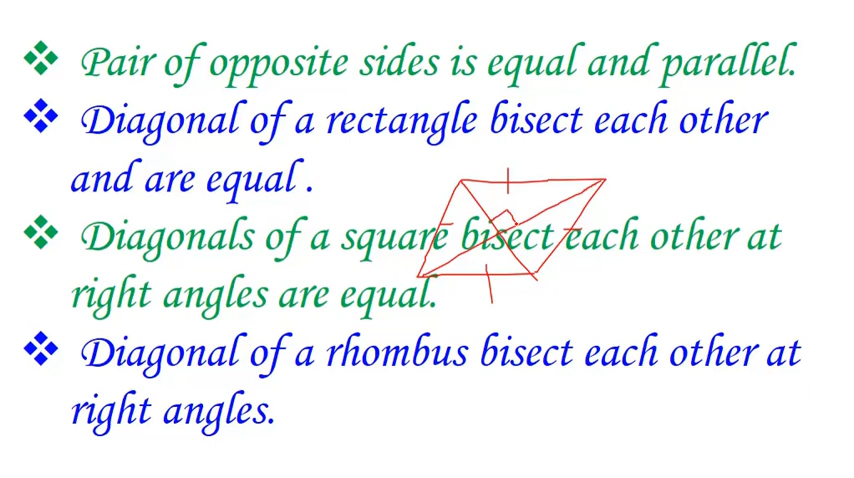 ❖ Pair of opposite sides is equal and parallel.
❖ Diagonal of a rectangle bisect each other
and are equal .
❖ Diagonals of a square bisect each other at
right angles are equal.
❖ Diagonal of a rhombus bisect each other at
right angles.